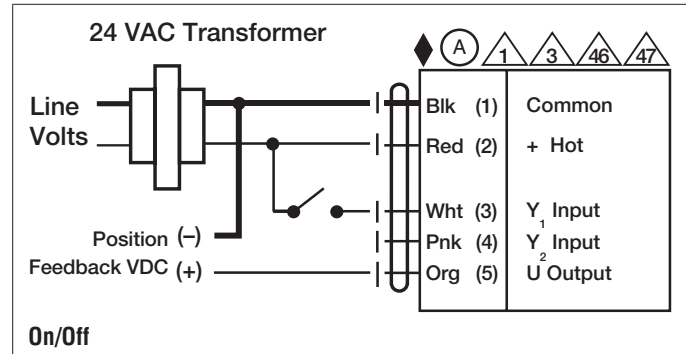 24 VAC Transformer
A 1 3 46 47
Line
Volts
Blk (1) Common
Red (2) + Hot
Wht (3) Y1 Input
Pnk (4) Y2 Input
Org (5) U Output
Position (–)
Feedback VDC (+)
On/Off